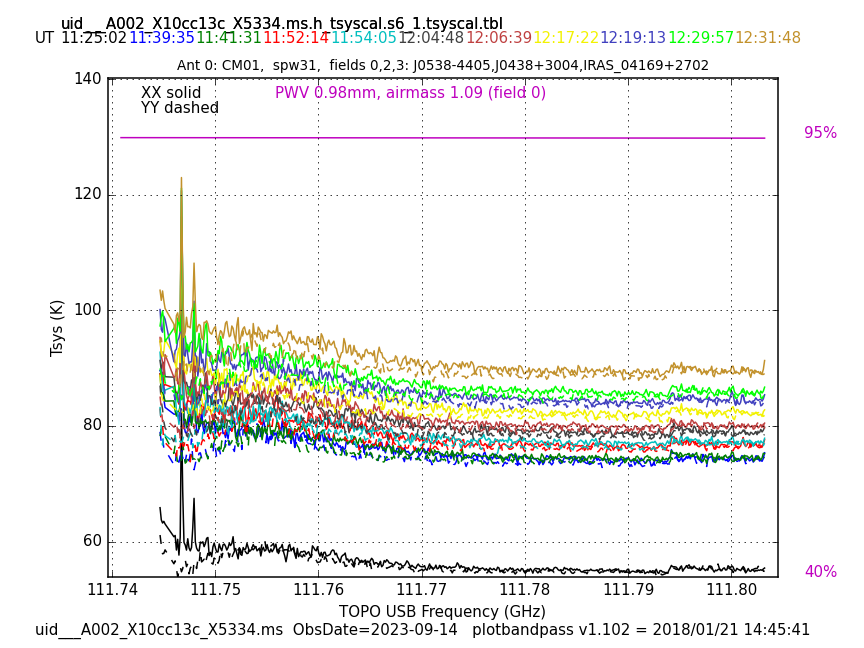 uid___A002_X10cc13c_X5334.ms.h_tsyscal.s6_1.tsyscal.tbl
UT 11:25:02 11:39:35 11:41:31 11:52:14 11:54:05 12:04:48 12:06:39 12:17:22 12:19:13 12:29:57 12:31:48
Ant 0: CM01, spw31, fields 0,2,3: J0538-4405,J0438+3004,IRAS_04169+2702
140
XX solid
PWV 0.98mm, airmass 1.09 (field 0)
YY dashed
95%
120
100
Tsys (K)
80
60
40%
111.74 111.75 111.76 111.77 111.78 111.79 111.80
TOPO USB Frequency (GHz)
uid___A002_X10cc13c_X5334.ms ObsDate=2023-09-14 plotbandpass v1.102 = 2018/01/21 14:45:41